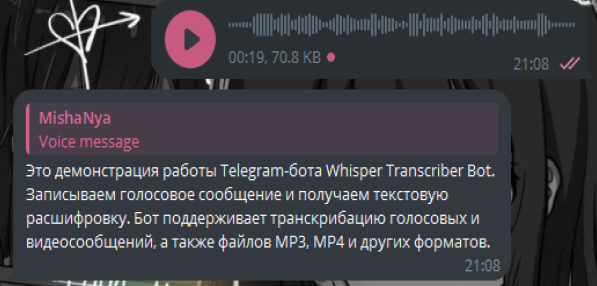 00:19, 70.8 KB
21:08
MishaNya
Voice message
Это демонстрация работы Telegram-бота Whisper Transcriber Bot.
Записываем голосовое сообщение и получаем текстовую
расшифровку. Бот поддерживает транскрибацию голосовых и
видеосообщений, а также файлов MP3, MP4 и других форматов.
21:08